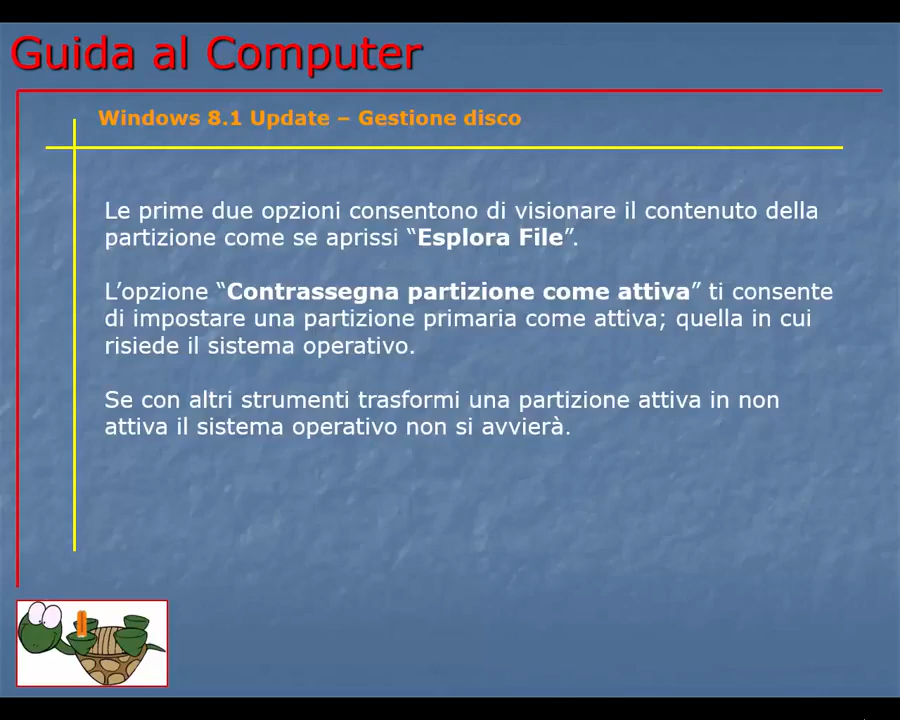 Guida al Computer
Windows 8.1 Update – Gestione disco
Le prime due opzioni consentono di visionare il contenuto della
partizione come se aprissi “Esplora File”.
L’opzione “Contrassegna partizione come attiva” ti consente
di impostare una partizione primaria come attiva; quella in cui
risiede il sistema operativo.
Se con altri strumenti trasformi una partizione attiva in non
attiva il sistema operativo non si avvierà.